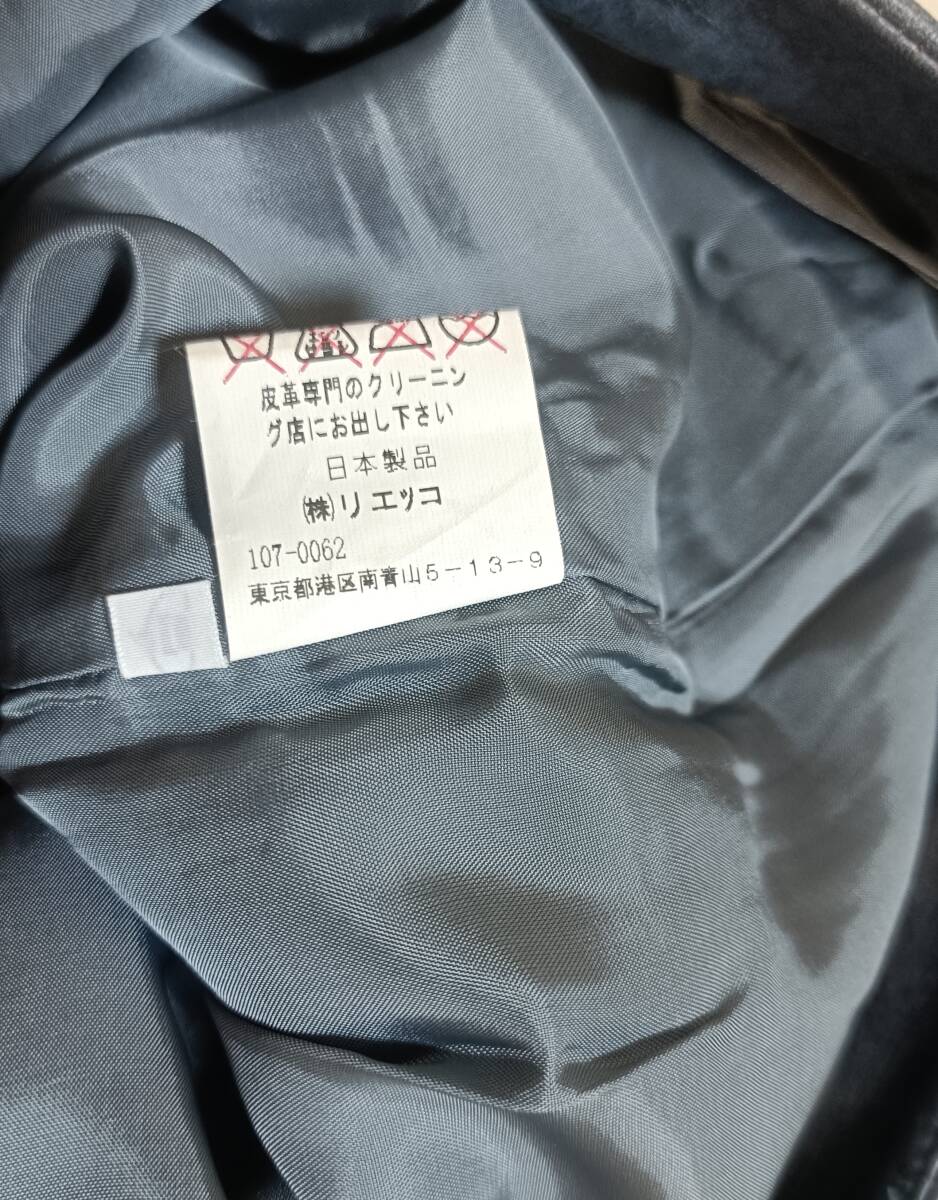 皮革専門のクリーニン
グ店にお出し下さい
日本製品
㈱リエッコ
107-0062
東京都港区南青山5-13-9